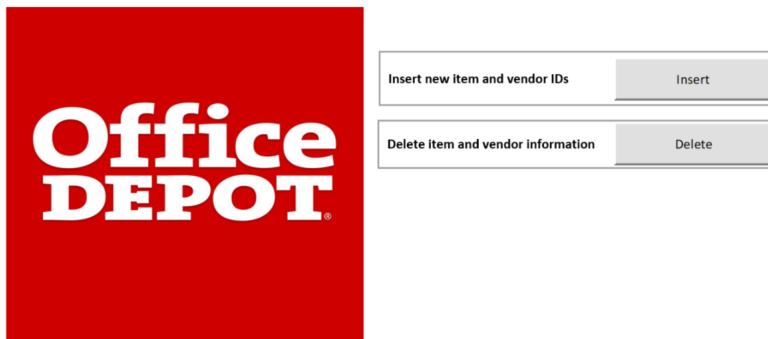 Office
DEPOT®
Insert new item and vendor IDs
Insert
Delete item and vendor information
Delete